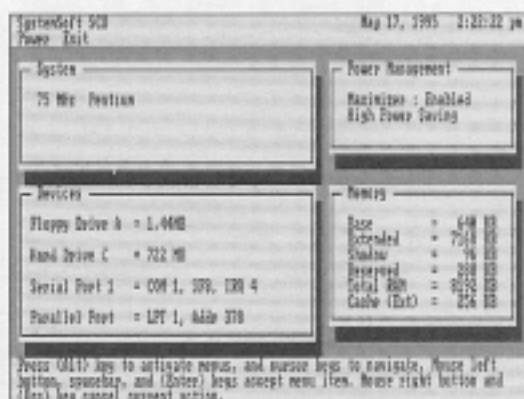 SystemSoft SCU May 17, 1995 2:22:22 pm
Power Exit
System
75 MHz Pentium
Power Management
Maximizer : Enabled
High Power Saving
Devices
Floppy Drive A = 1.44MB
Hard Drive C = 722 MB
Serial Port 1 = COM 1, 3F8, IRQ 4
Parallel Port = LPT 1, Addr 378
Memory
Base = 640 KB
Extended = 7168 KB
Shadow = 96 KB
Reserved = 288 KB
Total RAM = 8192 KB
Cache (Ext) = 256 KB
Press (Alt) key to activate menus, and cursor keys to navigate. Mouse left
button, spacebar, and (Enter) keys accept menu item. Mouse right button and
(Esc) key cancel current action.